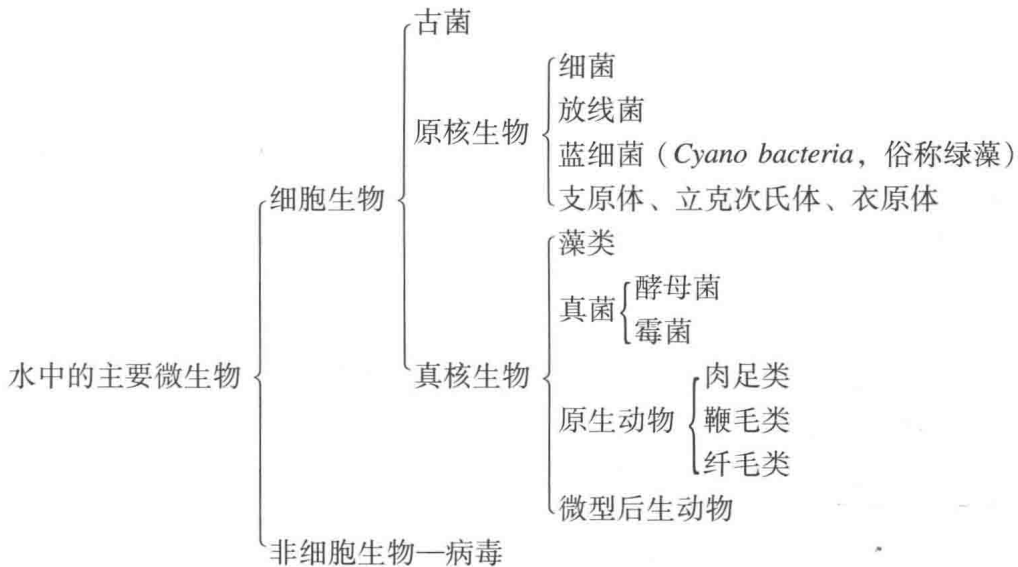 古菌
细菌
放线菌
原核生物
蓝细菌（Cyano bacteria，俗称绿藻）
细胞生物
支原体、立克次氏体、衣原体
藻类
酵母菌
真菌
霉菌
水中的主要微生物
真核生物
肉足类
原生动物
鞭毛类
纤毛类
微型后生动物
非细胞生物—病毒